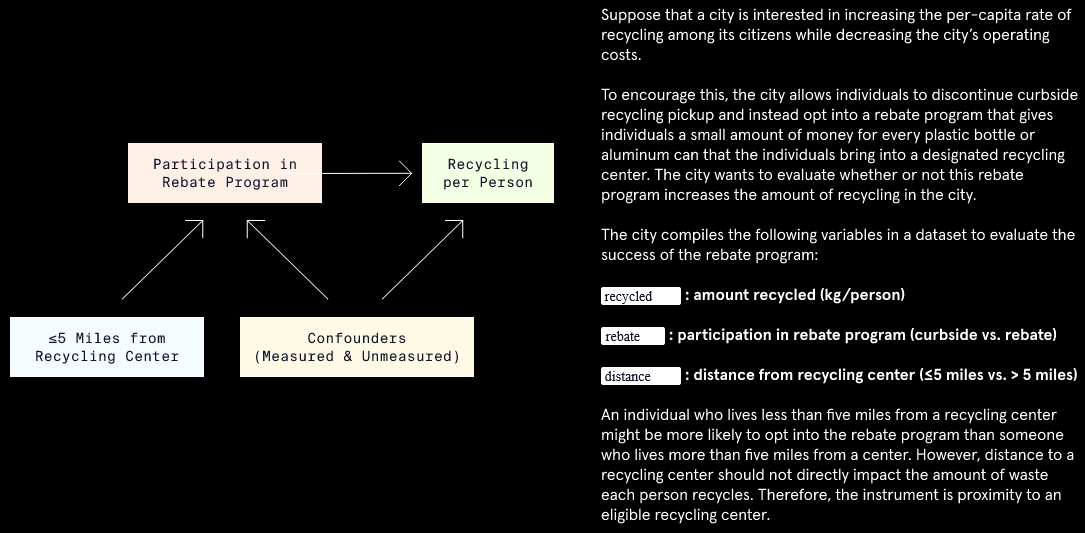 Participation in
Rebate Program
Recycling
per Person
≤5 Miles from
Recycling Center
Confounders
(Measured & Unmeasured)
Suppose that a city is interested in increasing the per-capita rate of
recycling among its citizens while decreasing the city's operating
costs.
To encourage this, the city allows individuals to discontinue curbside
recycling pickup and instead opt into a rebate program that gives
individuals a small amount of money for every plastic bottle or
aluminum can that the individuals bring into a designated recycling
center. The city wants to evaluate whether or not this rebate
program increases the amount of recycling in the city.
The city compiles the following variables in a dataset to evaluate the
success of the rebate program:
recycled : amount recycled (kg/person)
rebate : participation in rebate program (curbside vs. rebate)
distance : distance from recycling center (≤5 miles vs. > 5 miles)
An individual who lives less than five miles from a recycling center
might be more likely to opt into the rebate program than someone
who lives more than five miles from a center. However, distance to a
recycling center should not directly impact the amount of waste
each person recycles. Therefore, the instrument is proximity to an
eligible recycling center.